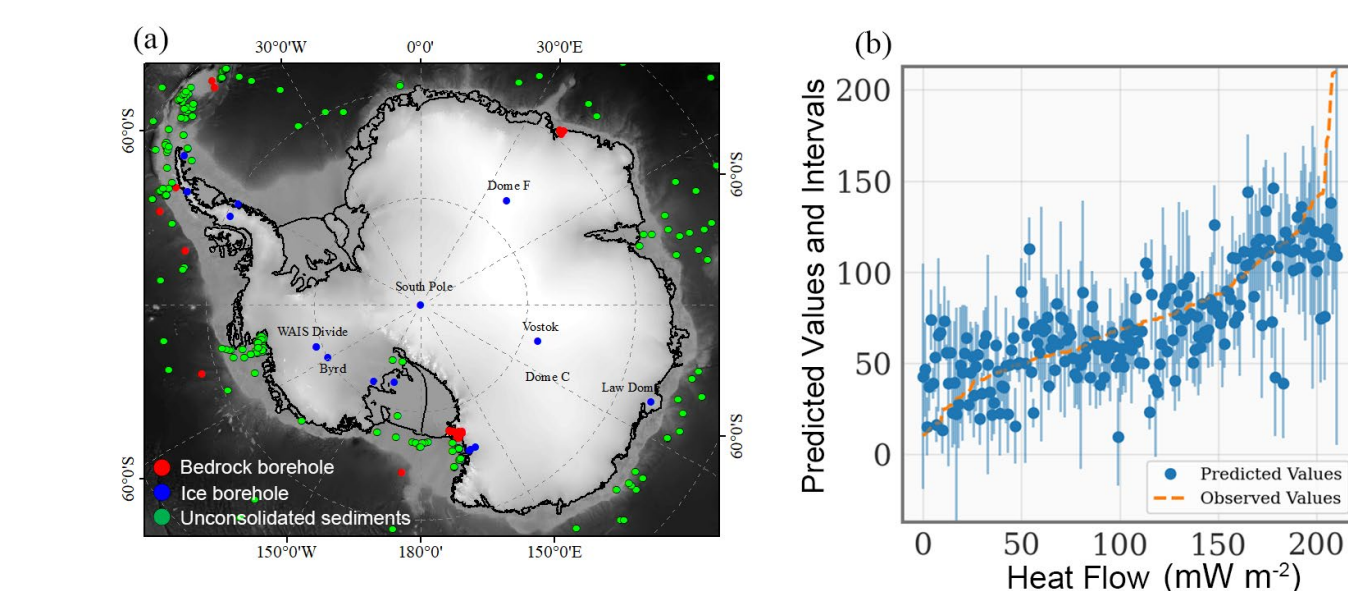 (a)
30°0'W 0°0' 30°0'E
60°0'S
60°0'S
60°0'S
60°0'S
Dome F
South Pole
WAIS Divide
Byrd
Vostok
Dome C
Law Dom
Bedrock borehole
Ice borehole
Unconsolidated sediments
150°0'W 180°0' 150°0'E
(b)
Predicted Values and Intervals
200
150
100
50
0
Predicted Values
Observed Values
0 50 100 150 200
Heat Flow (mW m-2)